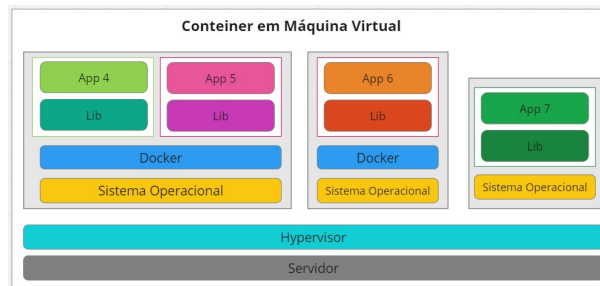 Conteiner em Máquina Virtual
App 4
App 5
Lib
Lib
Docker
Sistema Operacional
App 6
Lib
Docker
Sistema Operacional
App 7
Lib
Sistema Operacional
Hypervisor
Servidor